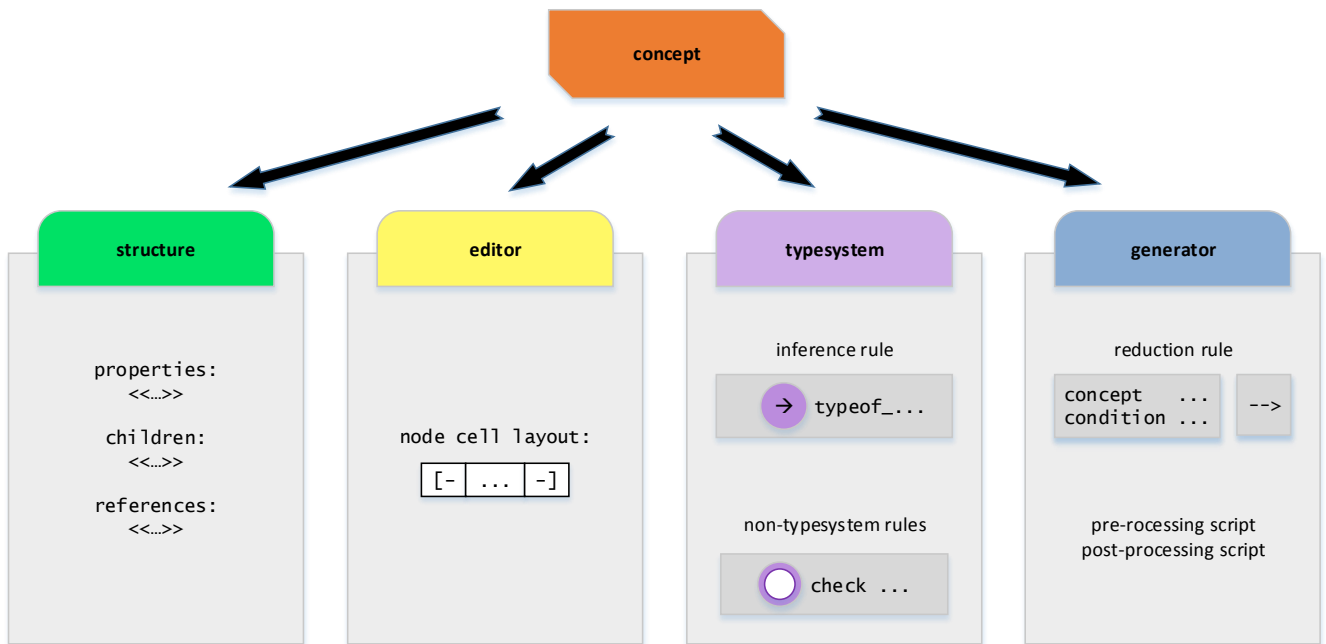 concept
structure
properties:
<<…>>
children:
<<…>>
references:
<<…>>
editor
node cell layout:
[- ... -]
typesystem
inference rule
→ typeof_...
non-typesystem rules
check ...
generator
reduction rule
concept ...
condition ...
-->
pre-rocessing script
post-processing script